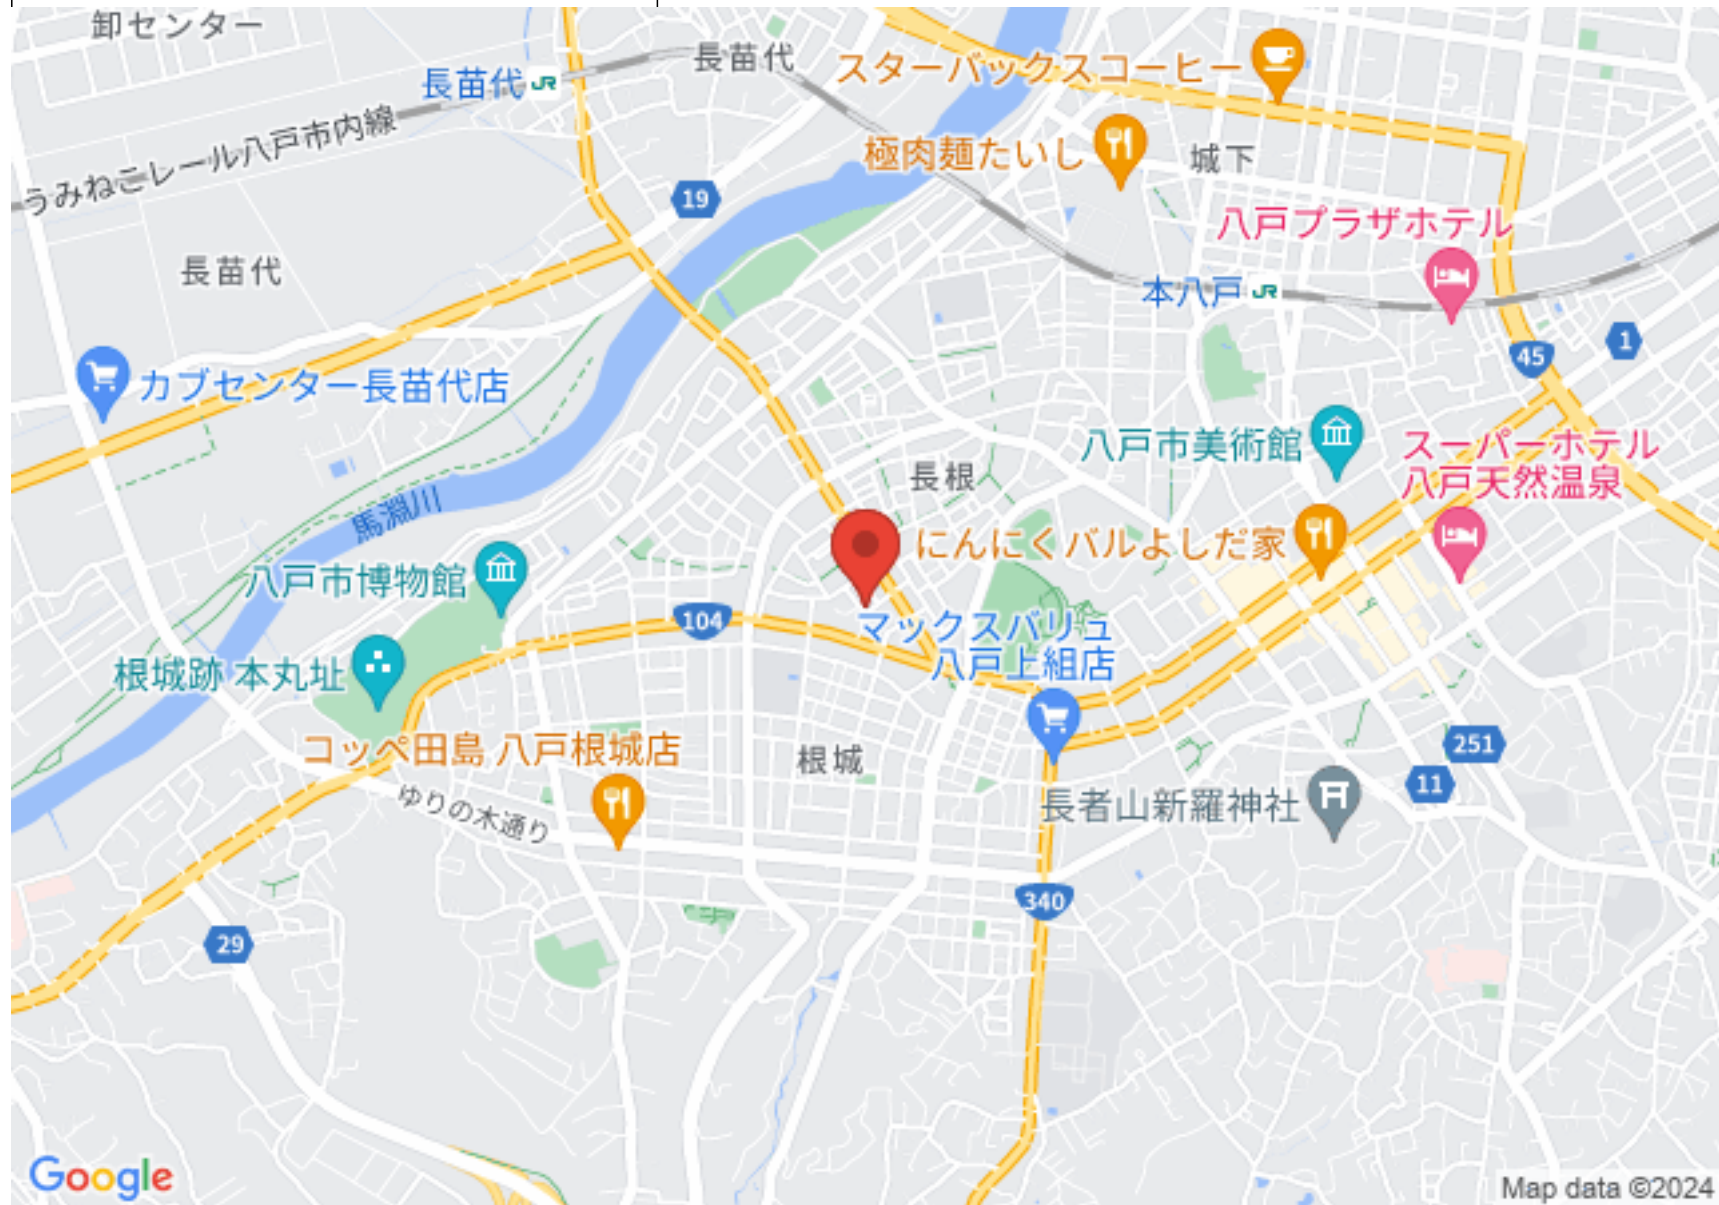 卸センター
長苗代
長苗代
スターバックスコーヒー
うみねこレール八戸市内線
極肉麺たいし
城下
19
八戸プラザホテル
長苗代
本八戸
45
1
カブセンター長苗代店
八戸市美術館
スーパーホテル
八戸天然温泉
長根
馬淵川
にんにくバルよしだ家
八戸市博物館
104
マックスバリュ
八戸上組店
根城跡 本丸址
コッペ田島 八戸根城店
根城
251
11
ゆりの木通り
長者山新羅神社
340
29
Google
Map data ©2024